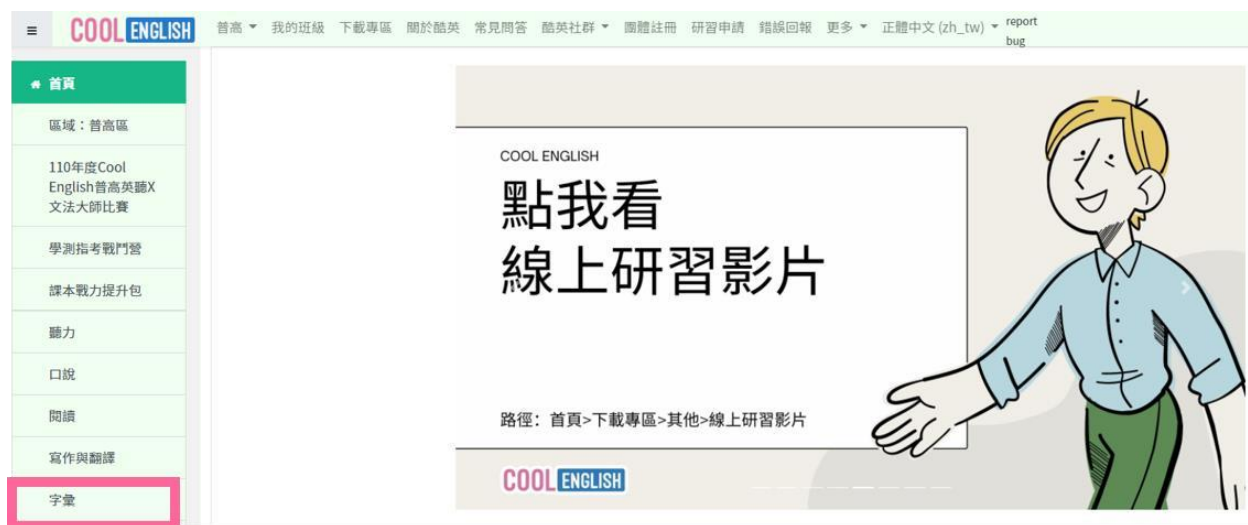 ≡ COOL ENGLISH 普高 我的班級 下載專區 關於酷英 常見問答 酷英社群 團體註冊 研習申請 錯誤回報 更多 正體中文 (zh_tw) report
bug
首頁
區域：普高區
110年度Cool
English普高英聽X
文法大師比賽
學測指考戰鬥營
課本戰力提升包
聽力
口說
閱讀
寫作與翻譯
字彙
COOL ENGLISH
點我看
線上研習影片
路徑：首頁>下載專區>其他>線上研習影片
COOL ENGLISH